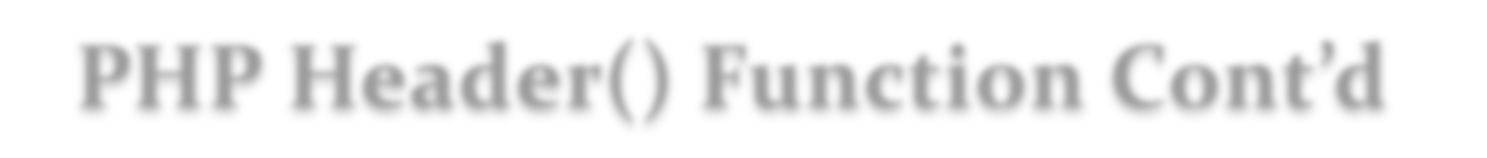 PHP Header() Function Cont’d